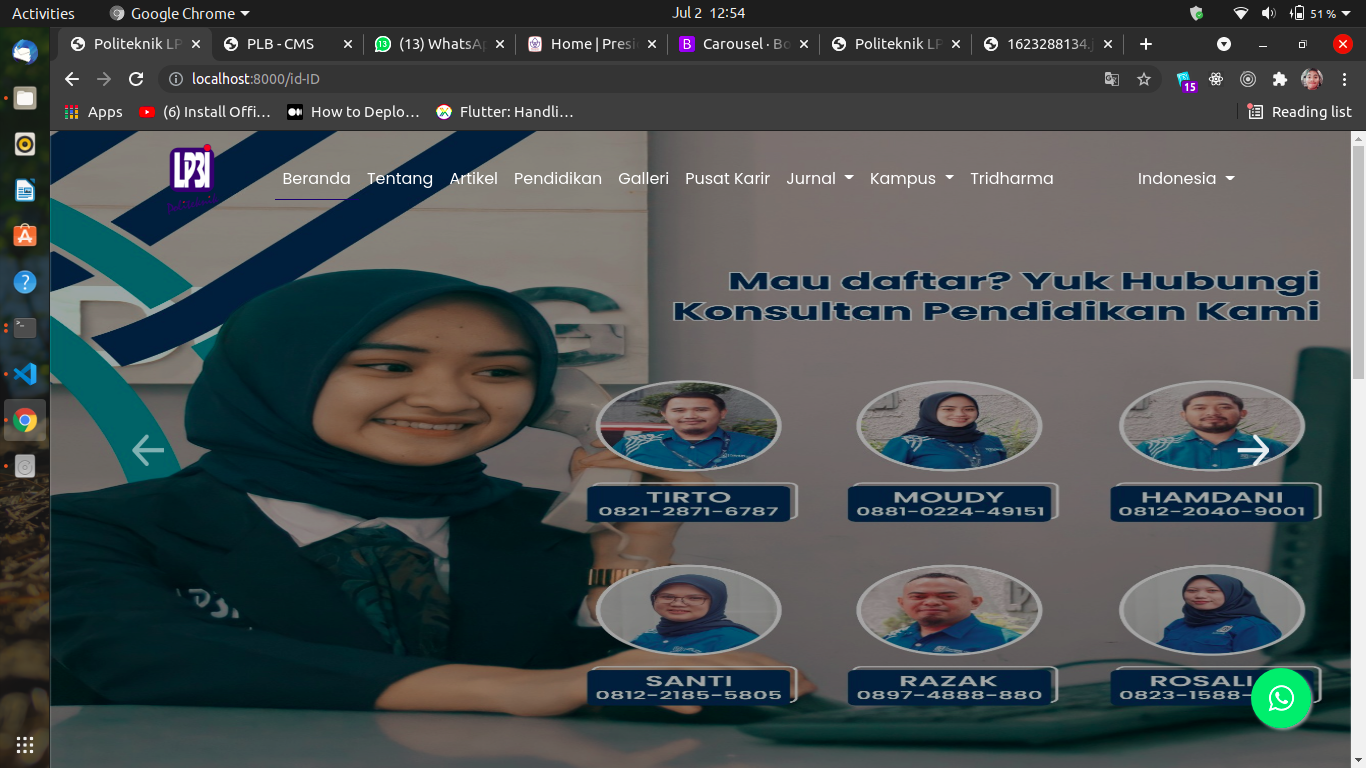 Activities
Google Chrome
Jul 2 12:54
51 %
Politeknik LP
PLB - CMS
(13) WhatsAp
Home | Presi
Carousel · Bo
Politeknik LP
1623288134.j
localhost:8000/id-ID
15
Apps
(6) Install Offi...
How to Deplo...
Flutter: Handli...
Reading list
LP3I
Beranda
Tentang
Artikel
Pendidikan
Galleri
Pusat Karir
Jurnal
Kampus
Tridharma
Indonesia
Mau daftar? Yuk Hubungi
Konsultan Pendidikan Kami
TIRTO
0821-2871-6787
MOUDY
0881-0224-49151
HAMDANI
0812-2040-9001
SANTI
0812-2185-5805
RAZAK
0897-4888-880
ROSALI
0823-1588-